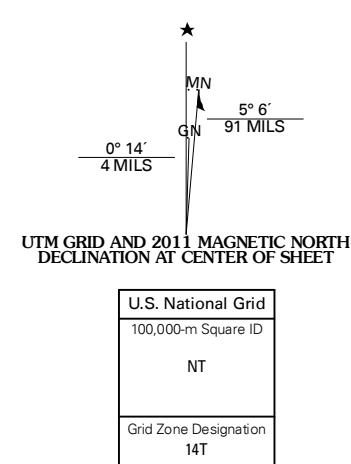 MN
5° 6´
91 MILS
GN
0° 14´
4 MILS
UTM GRID AND 2011 MAGNETIC NORTH
DECLINATION AT CENTER OF SHEET
U.S. National Grid
100,000-m Square ID
NT
Grid Zone Designation
14T